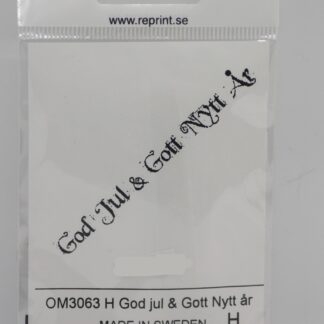 www.reprint.se
God Jul & Gott Nytt År
OM3063 H God jul & Gott Nytt år
MADE IN SWEDEN H